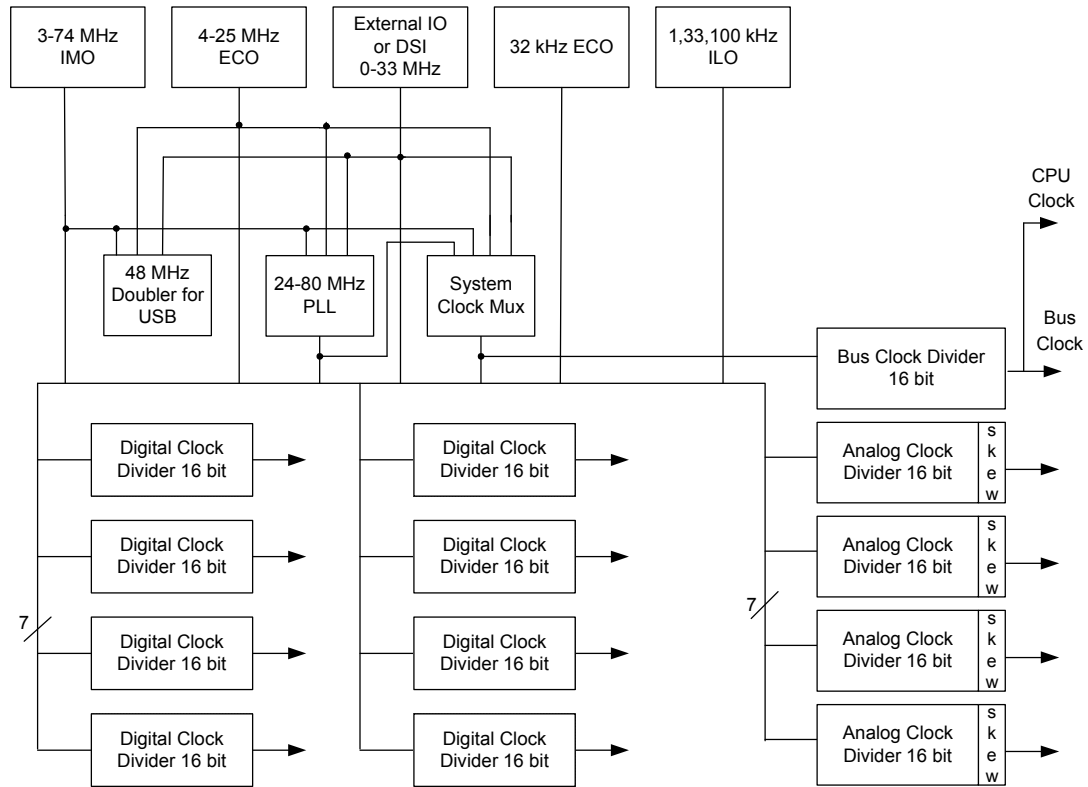 3-74 MHz
IMO
4-25 MHz
ECO
External IO
or DSI
0-33 MHz
32 kHz ECO
1,33,100 kHz
ILO
CPU
Clock
48 MHz
Doubler for
USB
24-80 MHz
PLL
System
Clock Mux
Bus
Clock
Bus Clock Divider
16 bit
Digital Clock
Divider 16 bit
Digital Clock
Divider 16 bit
Analog Clock
Divider 16 bit
s
k
e
w
Digital Clock
Divider 16 bit
Digital Clock
Divider 16 bit
Analog Clock
Divider 16 bit
s
k
e
w
7
7
Digital Clock
Divider 16 bit
Digital Clock
Divider 16 bit
Analog Clock
Divider 16 bit
s
k
e
w
Digital Clock
Divider 16 bit
Digital Clock
Divider 16 bit
Analog Clock
Divider 16 bit
s
k
e
w